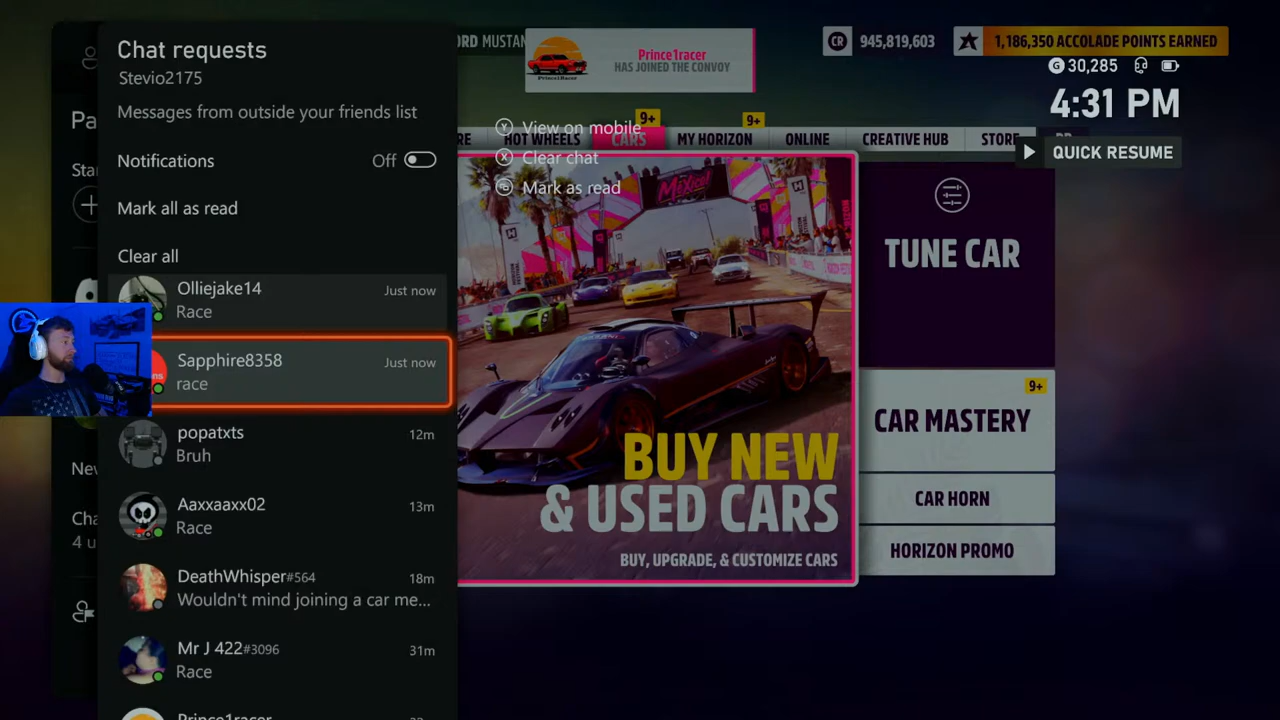 Chat requests
Stevio2175
Messages from outside your friends list
Notifications
Off
Mark all as read
Clear all
Olliejake14
Just now
Race
Sapphire8358
Just now
race
popatxts
12m
Bruh
Aaxxaaxx02
13m
Race
DeathWhisper#564
18m
Wouldn't mind joining a car me...
Mr J 422#3096
31m
Race
Prince1racer
View on mobile
Clear chat
Mark as read
Prince1Racer
Prince1racer
HAS JOINED THE CONVOY
CR 945,819,603
1,186,350 ACCOLADE POINTS EARNED
G 30,285
4:31 PM
QUICK RESUME
HOT WHEELS
9+
CARS
9+
MY HORIZON
ONLINE
CREATIVE HUB
STORE
MEXICO
BUY NEW
& USED CARS
BUY, UPGRADE, & CUSTOMIZE CARS
TUNE CAR
9+
CAR MASTERY
CAR HORN
HORIZON PROMO